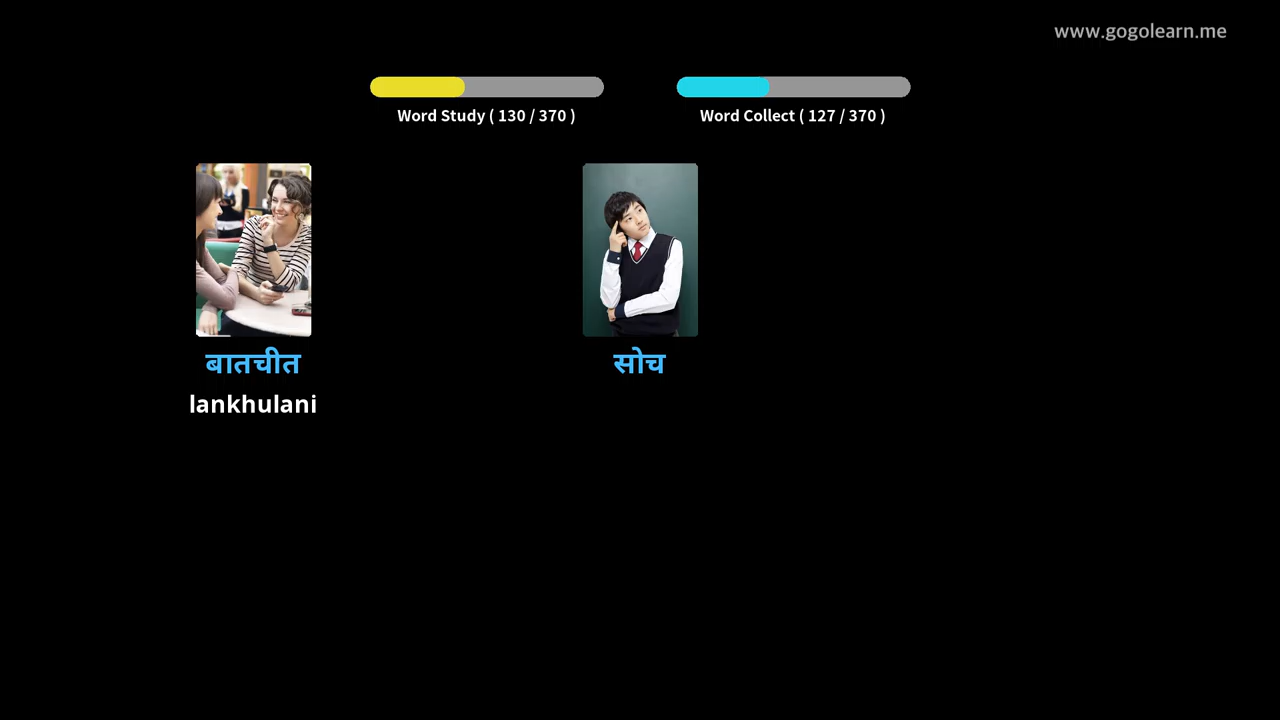 www.gogolearn.me
Word Study ( 130 / 370 )
Word Collect ( 127 / 370 )
बातचीत
सोच
lankhulani